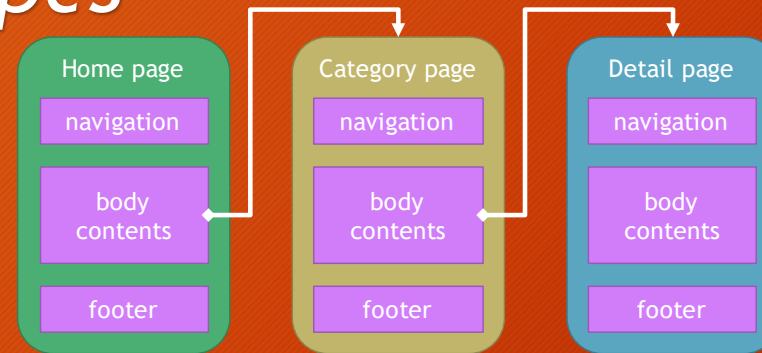 Home page
navigation
body
contents
footer
Category page
navigation
body
contents
footer
Detail page
navigation
body
contents
footer